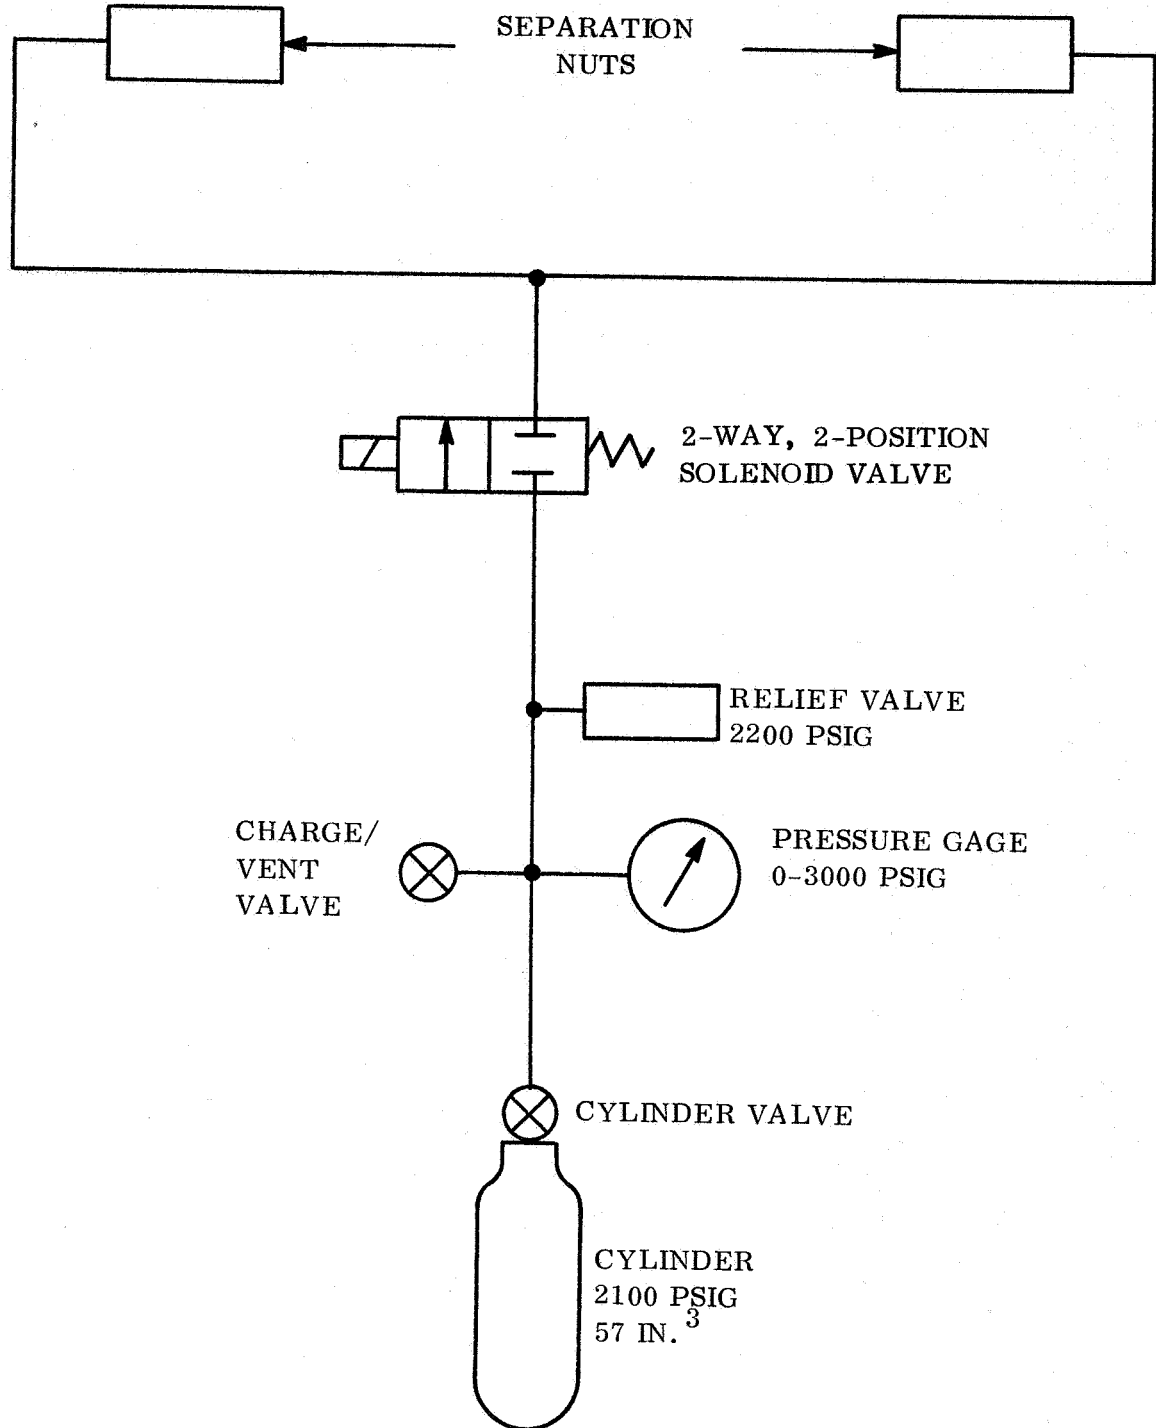 SEPARATION
NUTS
2-WAY, 2-POSITION
SOLENOID VALVE
RELIEF VALVE
2200 PSIG
CHARGE/
VENT
VALVE
PRESSURE GAGE
0-3000 PSIG
CYLINDER VALVE
CYLINDER
2100 PSIG
57 IN.³